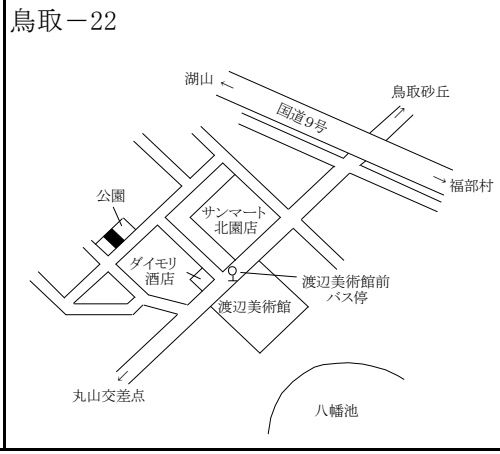 鳥取－22
湖山
鳥取砂丘
国道9号
福部村
公園
サンマート
北園店
ダイモリ
酒店
渡辺美術館前
バス停
渡辺美術館
丸山交差点
八幡池